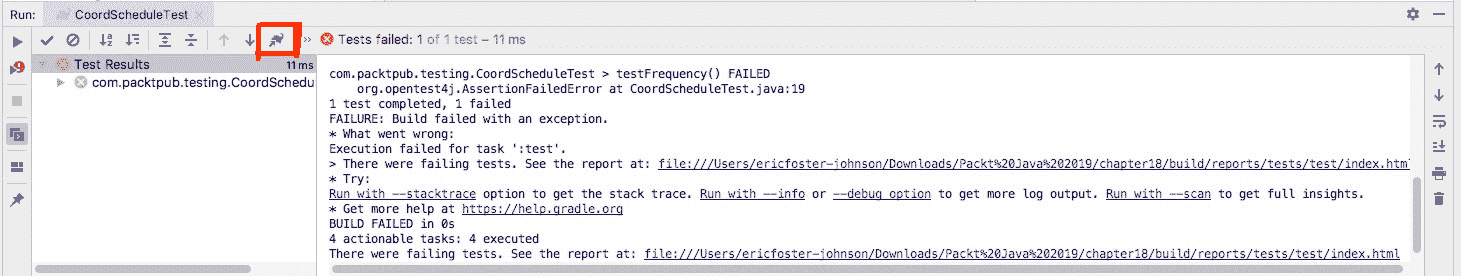 Run:
CoordScheduleTest
Tests failed: 1 of 1 test – 11 ms
Test Results
11 ms
com.packtpub.testing.CoordSchedu
com.packtpub.testing.CoordScheduleTest > testFrequency() FAILED
org.opentest4j.AssertionFailedError at CoordScheduleTest.java:19
1 test completed, 1 failed
FAILURE: Build failed with an exception.
* What went wrong:
Execution failed for task ':test'.
> There were failing tests. See the report at: file:///Users/ericfoster-johnson/Downloads/Packt%20Java%202019/chapter18/build/reports/tests/test/index.html
* Try:
Run with --stacktrace option to get the stack trace. Run with --info or --debug option to get more log output. Run with --scan to get full insights.
* Get more help at https://help.gradle.org
BUILD FAILED in 0s
4 actionable tasks: 4 executed
There were failing tests. See the report at: file:///Users/ericfoster-johnson/Downloads/Packt%20Java%202019/chapter18/build/reports/tests/test/index.html